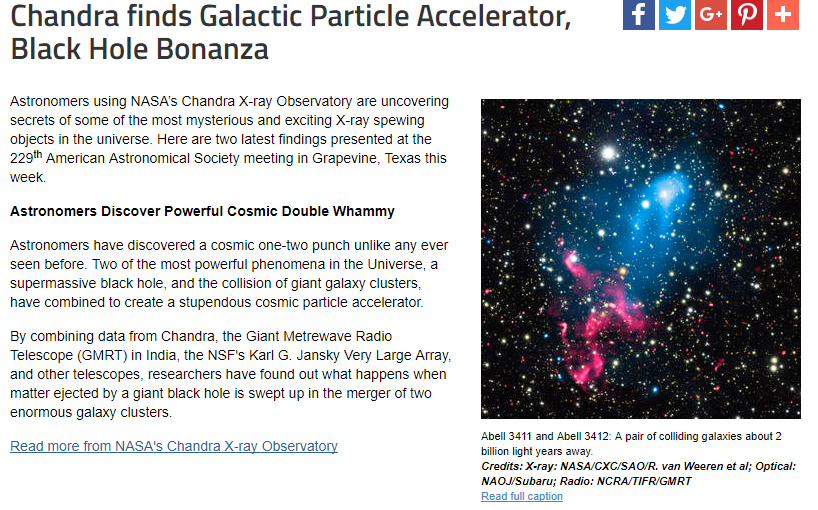 Chandra finds Galactic Particle Accelerator,
Black Hole Bonanza
f
G+
+
Astronomers using NASA's Chandra X-ray Observatory are uncovering
secrets of some of the most mysterious and exciting X-ray spewing
objects in the universe. Here are two latest findings presented at the
229th American Astronomical Society meeting in Grapevine, Texas this
week.
Astronomers Discover Powerful Cosmic Double Whammy
Astronomers have discovered a cosmic one-two punch unlike any ever
seen before. Two of the most powerful phenomena in the Universe, a
supermassive black hole, and the collision of giant galaxy clusters,
have combined to create a stupendous cosmic particle accelerator.
By combining data from Chandra, the Giant Metrewave Radio
Telescope (GMRT) in India, the NSF's Karl G. Jansky Very Large Array,
and other telescopes, researchers have found out what happens when
matter ejected by a giant black hole is swept up in the merger of two
enormous galaxy clusters.
Read more from NASA's Chandra X-ray Observatory
Abell 3411 and Abell 3412: A pair of colliding galaxies about 2
billion light years away.
Credits: X-ray: NASA/CXC/SAO/R. van Weeren et al; Optical:
NAOJ/Subaru; Radio: NCRA/TIFR/GMRT
Read full caption